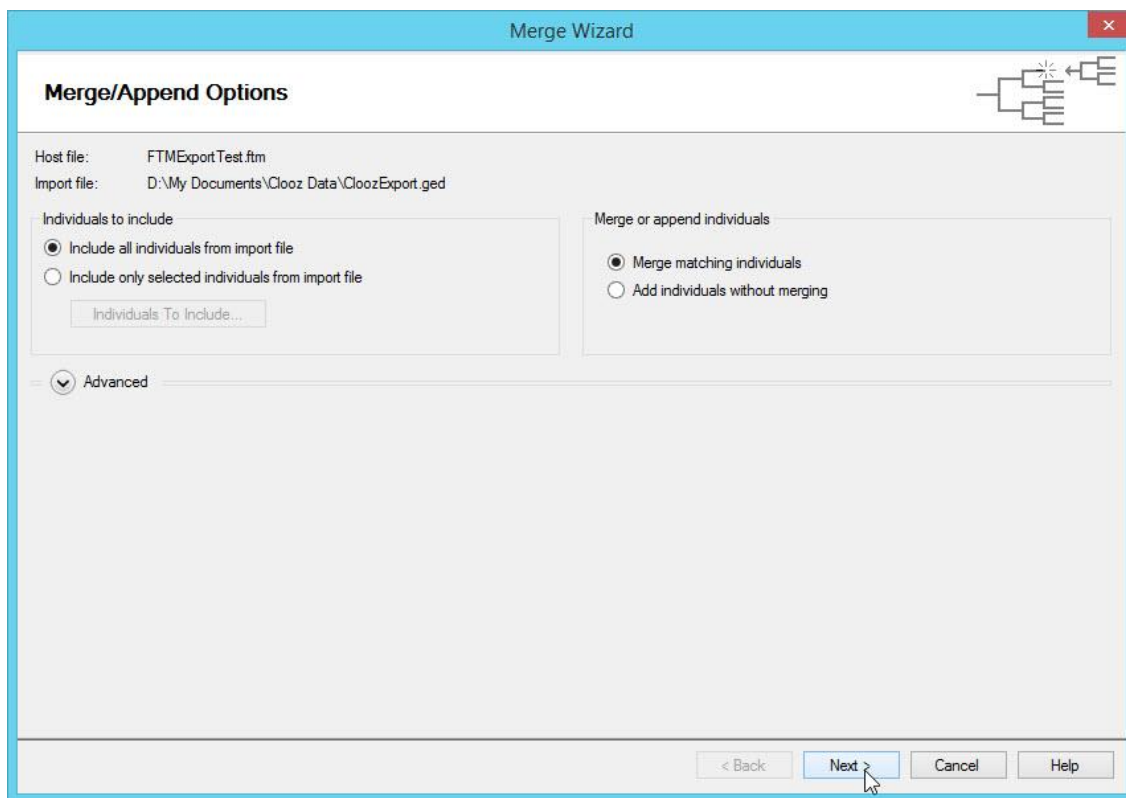 Merge Wizard
Merge/Append Options
Host file: FTMExportTest.ftm
Import file: D:\My Documents\Clooz Data\CloozExport.ged
Individuals to include
Include all individuals from import file
Include only selected individuals from import file
Individuals To Include...
Merge or append individuals
Merge matching individuals
Add individuals without merging
Advanced
< Back Next > Cancel Help